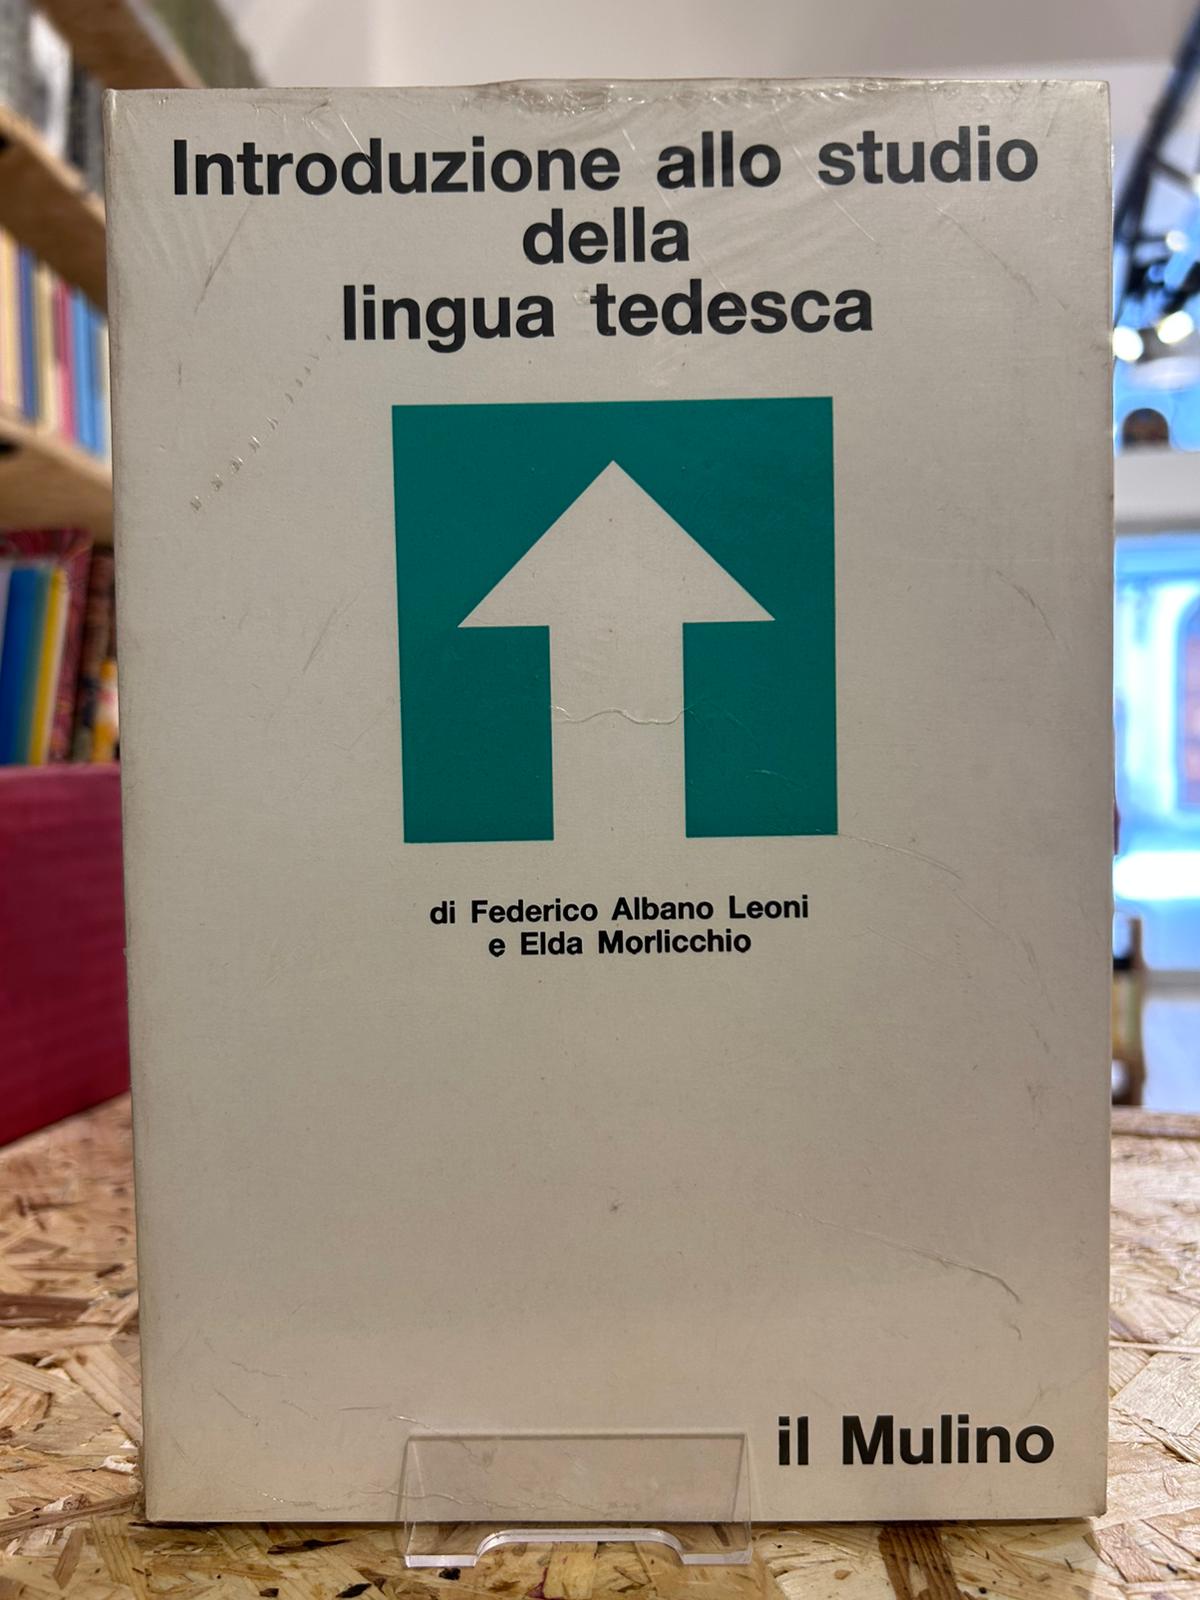 Introduzione allo studio
della
lingua tedesca
di Federico Albano Leoni
e Elda Morlicchio
il Mulino